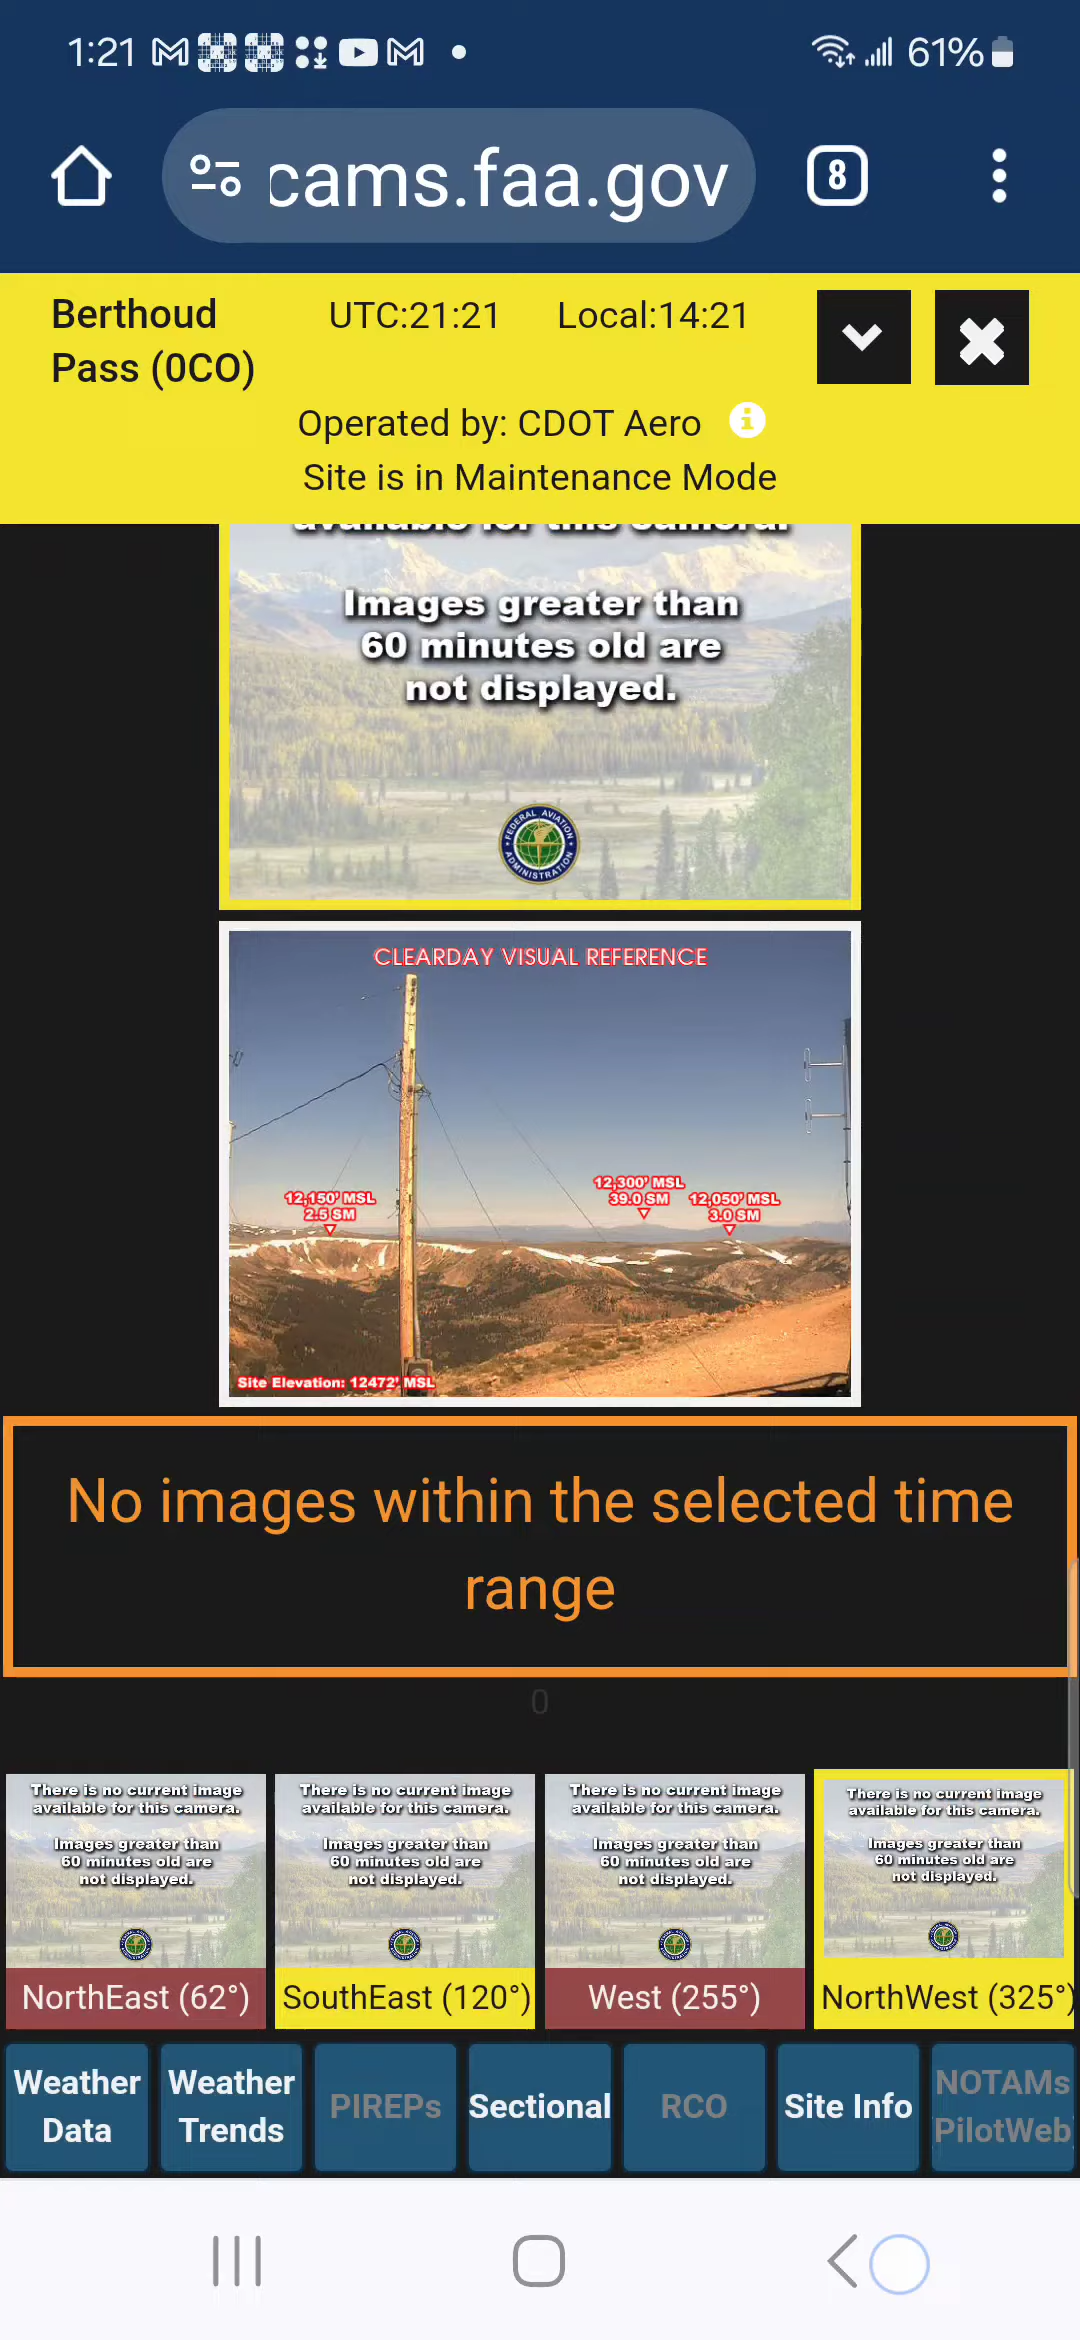 1:21
61%
cams.faa.gov
8
Berthoud
Pass (0CO)
UTC:21:21
Local:14:21
Operated by: CDOT Aero
Site is in Maintenance Mode
available for this camera.
Images greater than
60 minutes old are
not displayed.
FEDERAL AVIATION
ADMINISTRATION
CLEARDAY VISUAL REFERENCE
12,150' MSL
2.5 SM
12,300' MSL
39.0 SM
12,050' MSL
3.0 SM
Site Elevation: 12472' MSL
No images within the selected time
range
0
There is no current image
available for this camera.
Images greater than
60 minutes old are
not displayed.
NorthEast (62°)
There is no current image
available for this camera.
Images greater than
60 minutes old are
not displayed.
SouthEast (120°)
There is no current image
available for this camera.
Images greater than
60 minutes old are
not displayed.
West (255°)
There is no current image
available for this camera.
Images greater than
60 minutes old are
not displayed.
NorthWest (325°)
Weather
Data
Weather
Trends
PIREPs
Sectional
RCO
Site Info
NOTAMs
PilotWeb